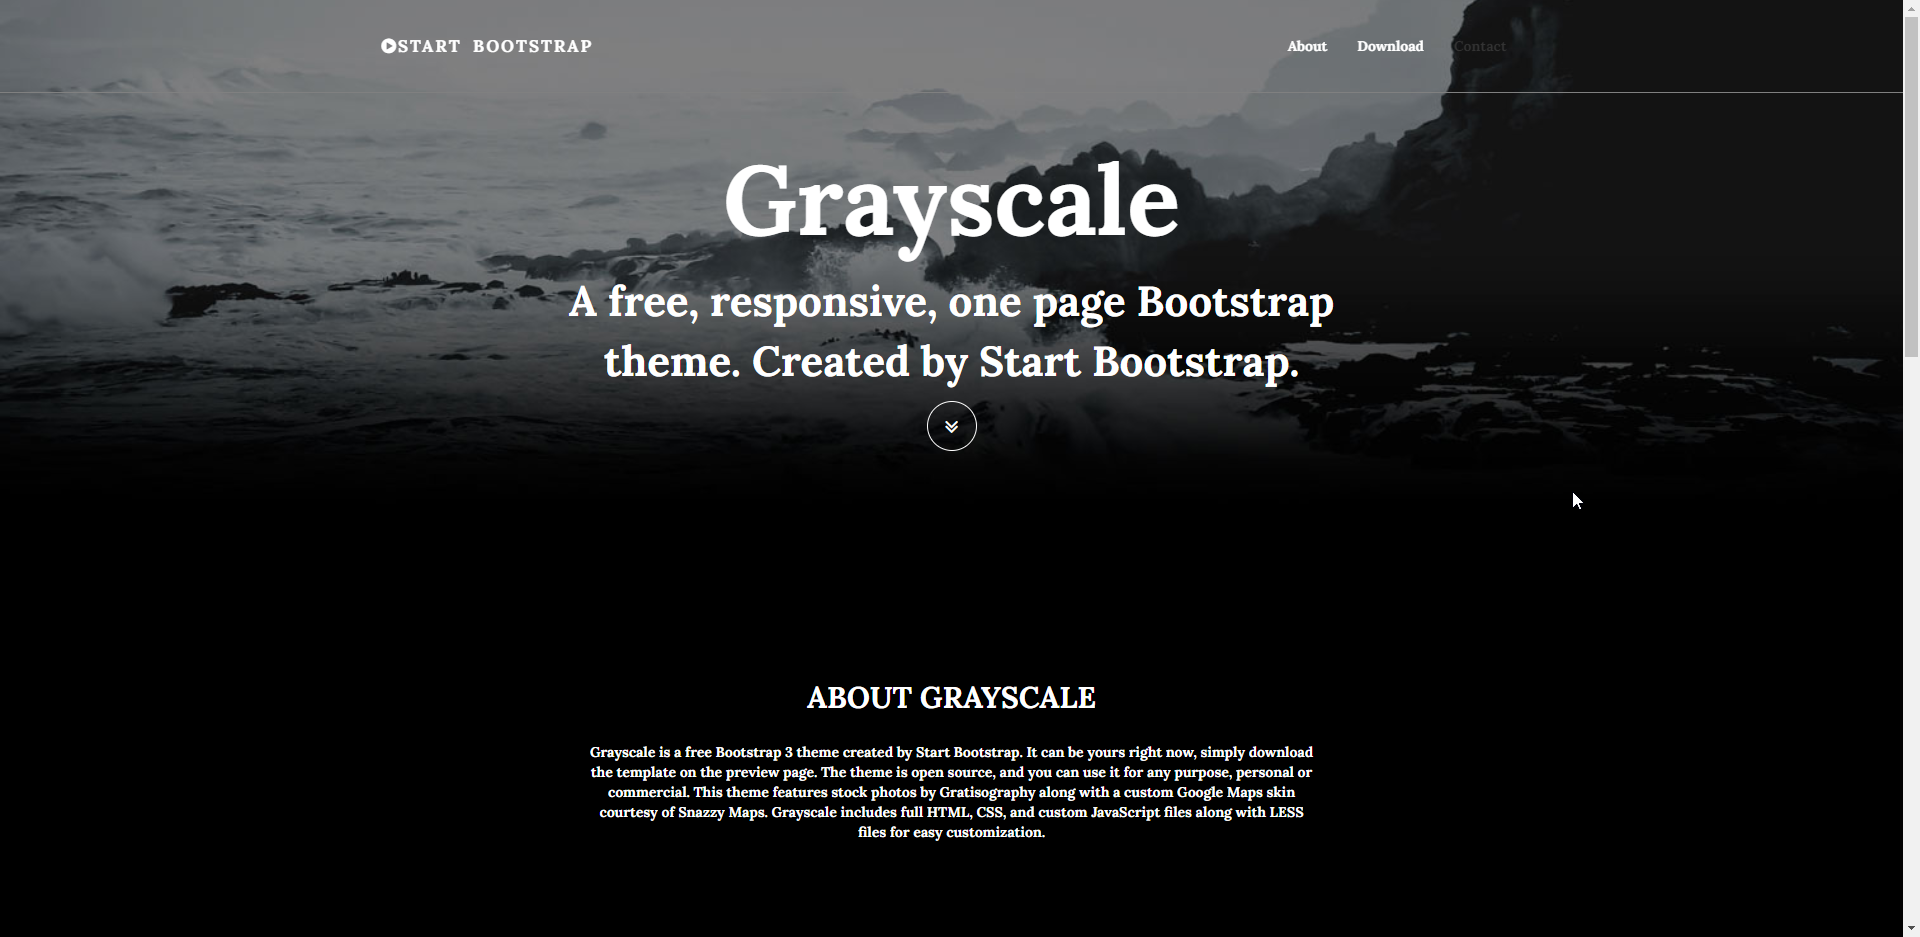 START BOOTSTRAP
About Download Contact
Grayscale
A free, responsive, one page Bootstrap
theme. Created by Start Bootstrap.
ABOUT GRAYSCALE
Grayscale is a free Bootstrap 3 theme created by Start Bootstrap. It can be yours right now, simply download
the template on the preview page. The theme is open source, and you can use it for any purpose, personal or
commercial. This theme features stock photos by Gratisography along with a custom Google Maps skin
courtesy of Snazzy Maps. Grayscale includes full HTML, CSS, and custom JavaScript files along with LESS
files for easy customization.